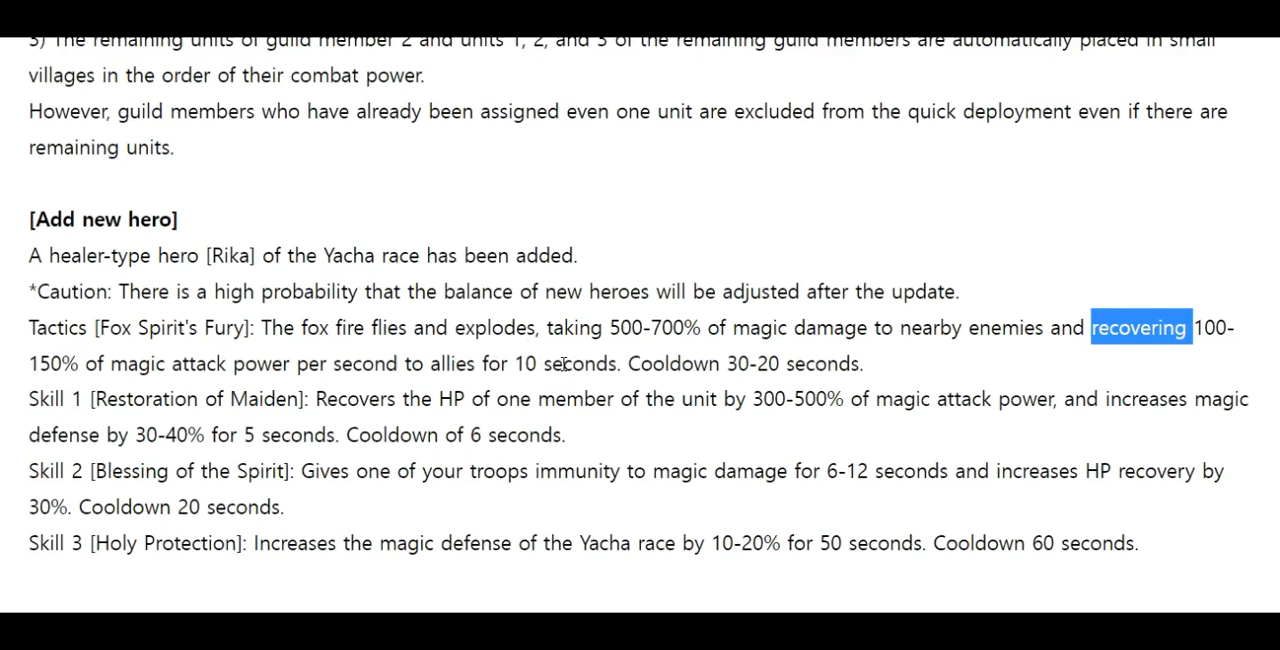 3) The remaining units of guild member 2 and units 1, 2, and 3 of the remaining guild members are automatically placed in small
villages in the order of their combat power.
However, guild members who have already been assigned even one unit are excluded from the quick deployment even if there are
remaining units.
[Add new hero]
A healer-type hero [Rika] of the Yacha race has been added.
*Caution: There is a high probability that the balance of new heroes will be adjusted after the update.
Tactics [Fox Spirit's Fury]: The fox fire flies and explodes, taking 500-700% of magic damage to nearby enemies and recovering 100-
150% of magic attack power per second to allies for 10 seconds. Cooldown 30-20 seconds.
Skill 1 [Restoration of Maiden]: Recovers the HP of one member of the unit by 300-500% of magic attack power, and increases magic
defense by 30-40% for 5 seconds. Cooldown of 6 seconds.
Skill 2 [Blessing of the Spirit]: Gives one of your troops immunity to magic damage for 6-12 seconds and increases HP recovery by
30%. Cooldown 20 seconds.
Skill 3 [Holy Protection]: Increases the magic defense of the Yacha race by 10-20% for 50 seconds. Cooldown 60 seconds.